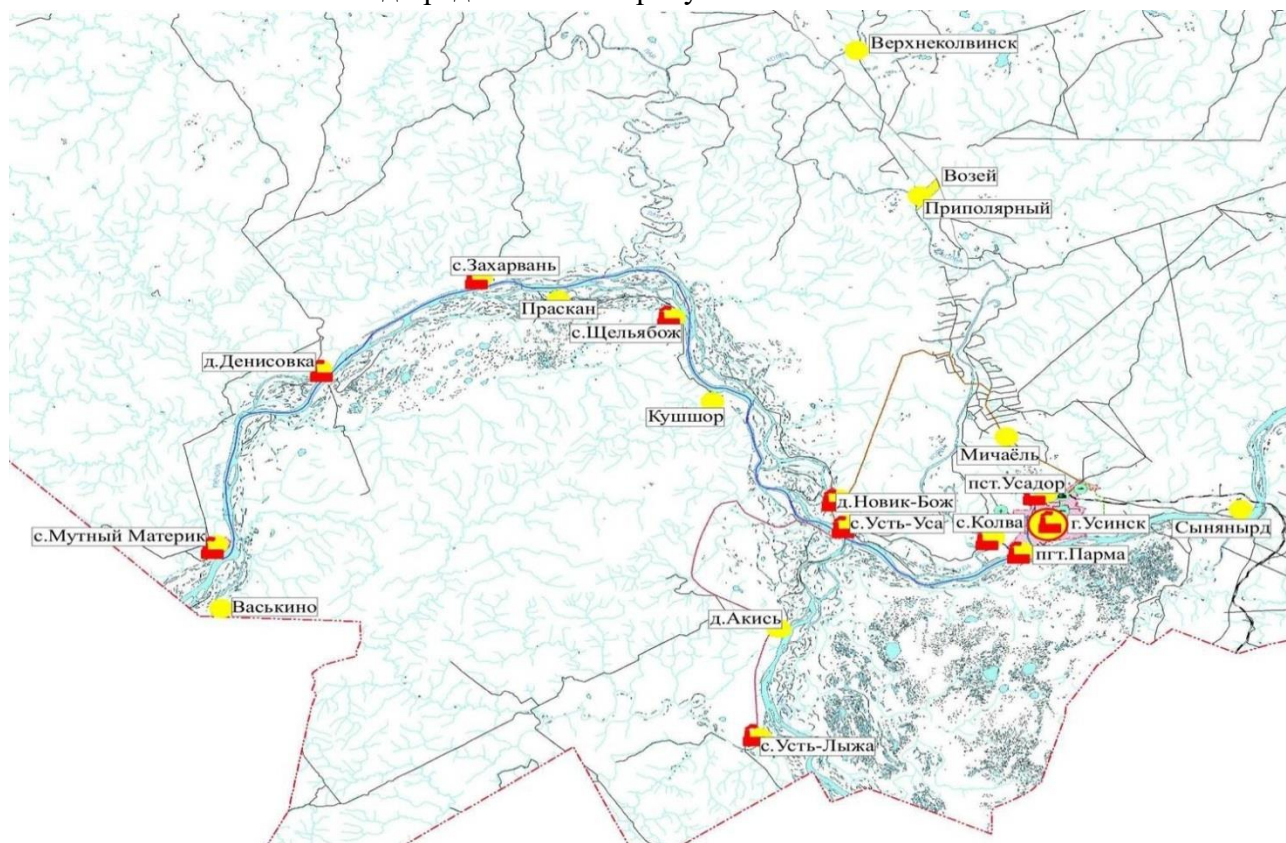 Верхнеколвинск
Возей
Приполярный
с.Захарвань
Праскан
с.Щельябож
д.Денисовка
Кушшор
Мичаёль
пст.Усадор
д.Новик-Бож
с.Усть-Уса
с.Колва
г.Усинск
Сынянырд
пгт.Парма
с.Мутный Материк
Васькино
д.Акись
с.Усть-Лыжа